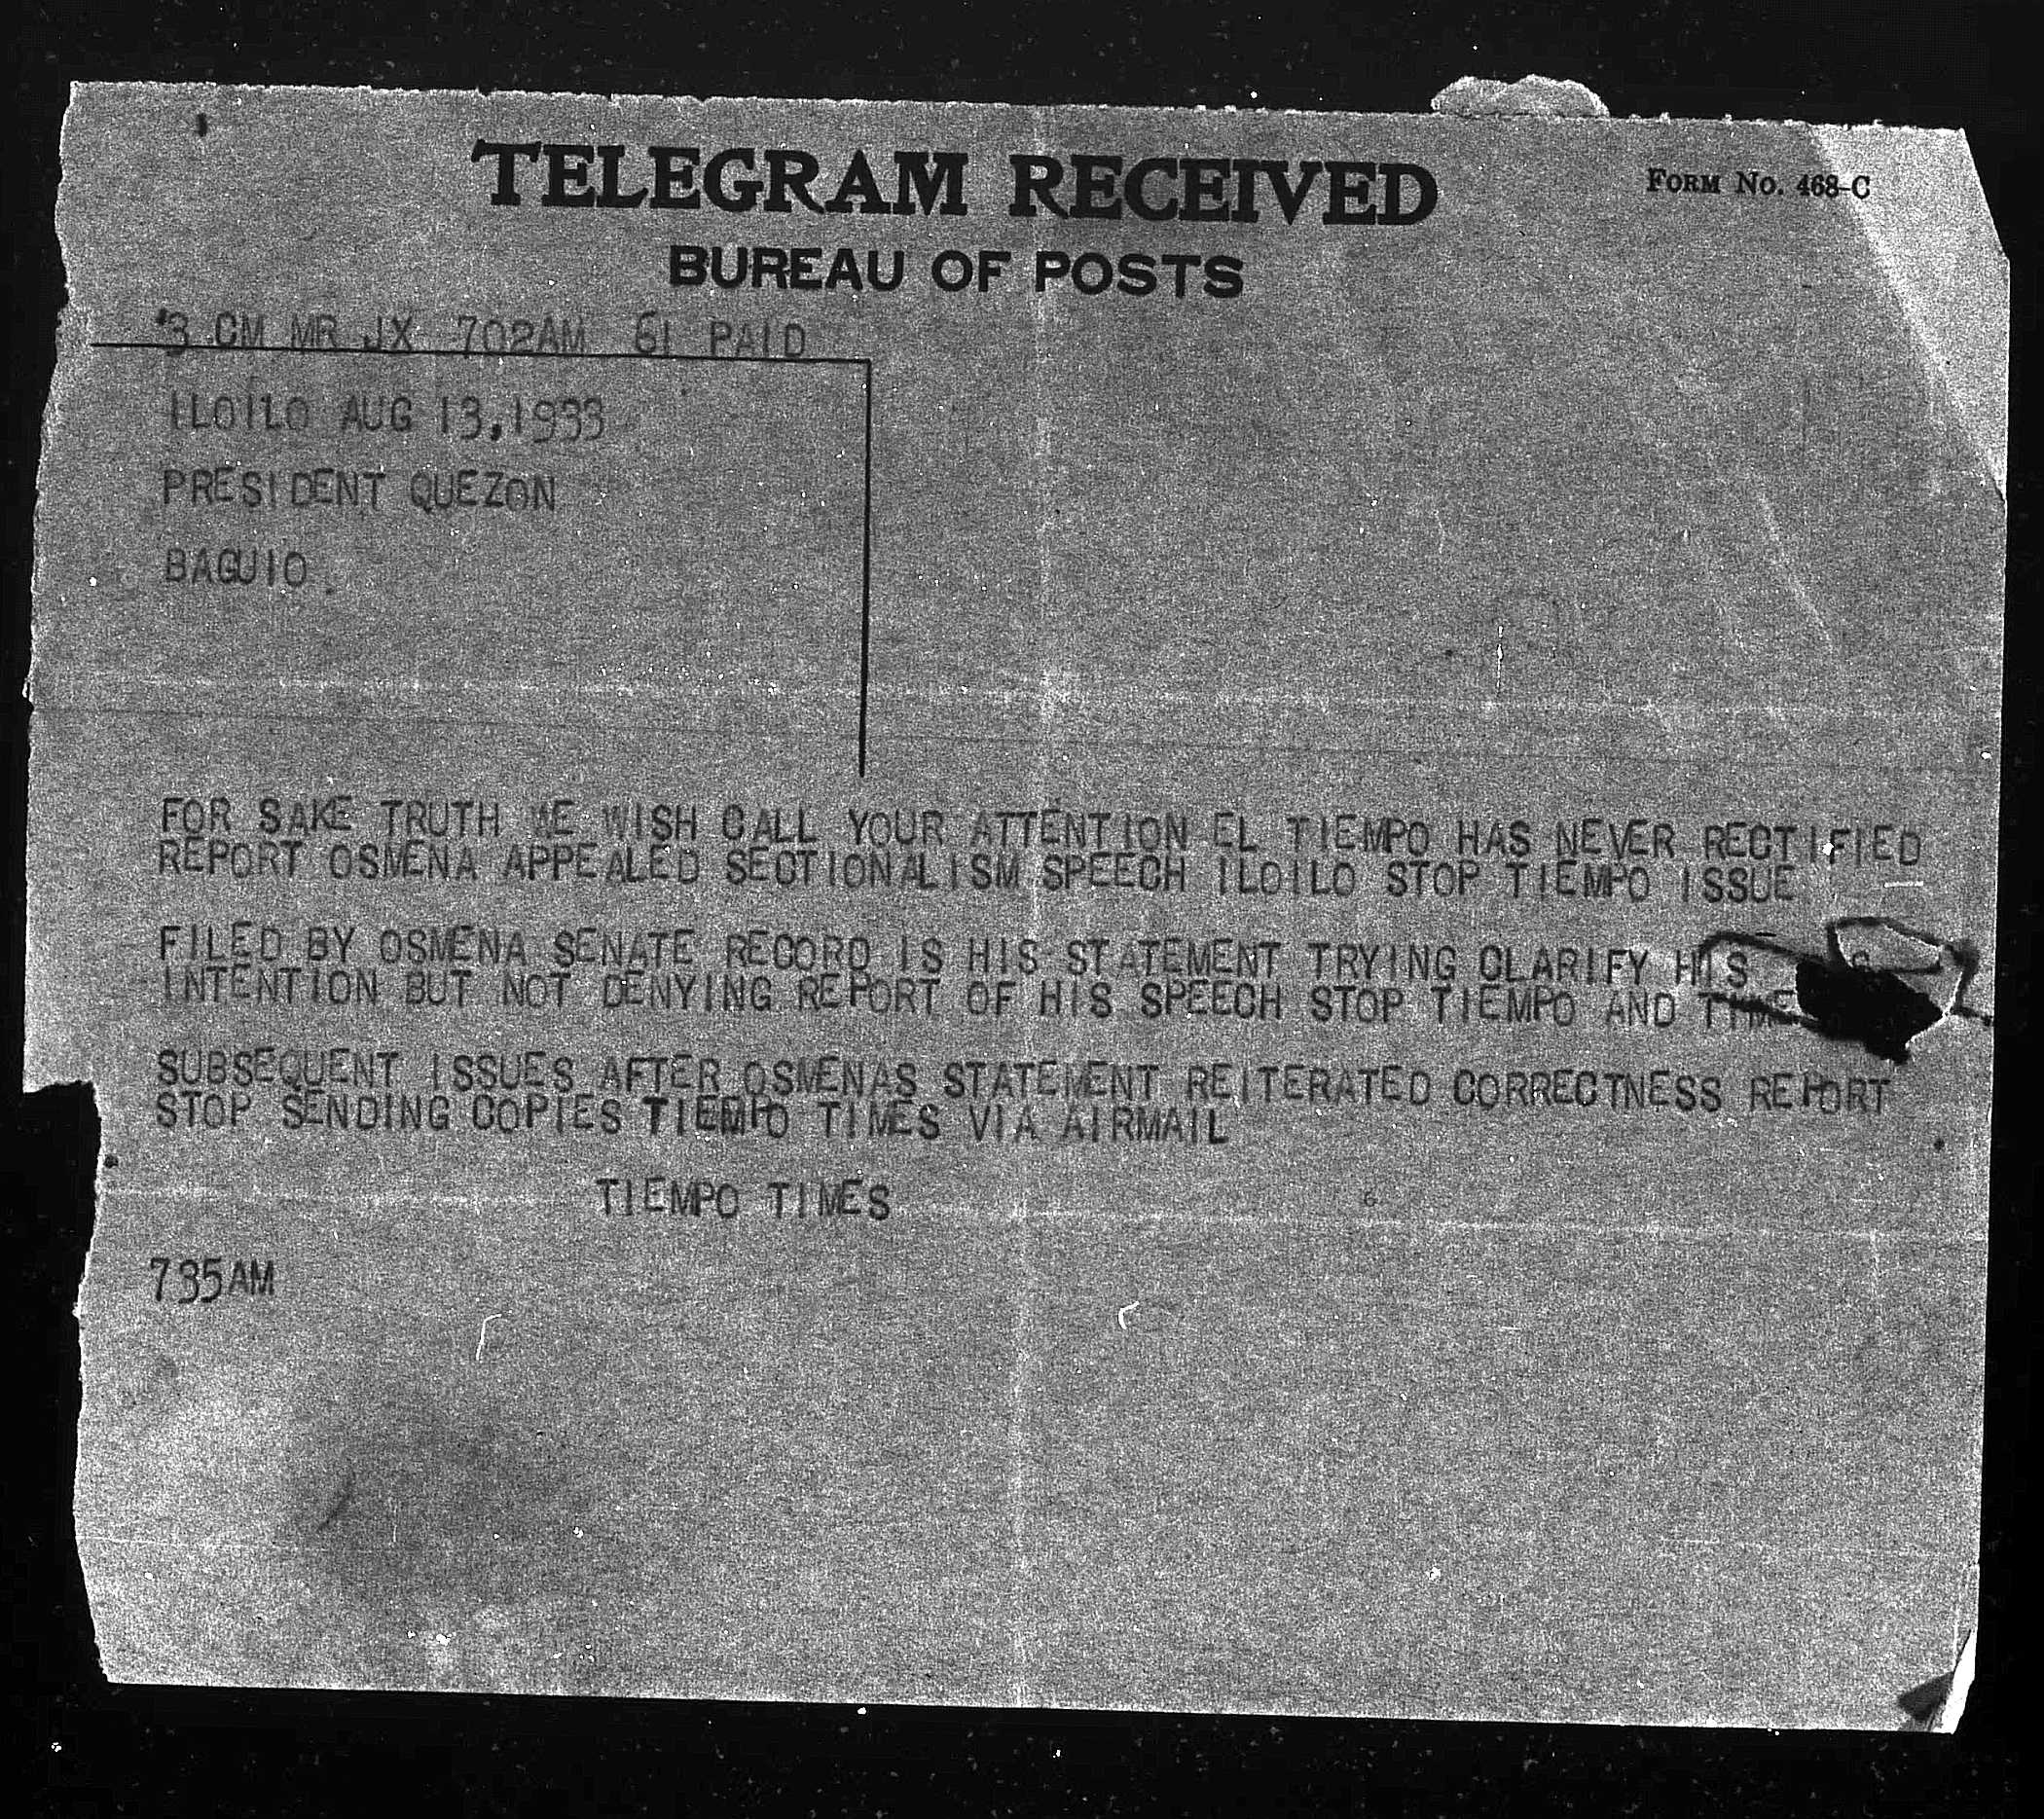 TELEGRAM RECEIVED
FORM No. 468-C
BUREAU OF POSTS
3 CM MR JX 702AM 61 PAID
ILOILO AUG 13,1933
PRESIDENT QUEZON
BAGUIO
FOR SAKE TRUTH WE WISH CALL YOUR ATTENTION EL TIEMPO HAS NEVER RECTIFIED
REPORT OSMENA APPEALED SECTIONALISM SPEECH ILOILO STOP TIEMPO ISSUE
FILED BY OSMENA SENATE RECORD IS HIS STATEMENT TRYING CLARIFY HIS
INTENTION BUT NOT DENYING REPORT OF HIS SPEECH STOP TIEMPO AND
SUBSEQUENT ISSUES AFTER OSMENAS STATEMENT REITERATED CORRECTNESS REPORT
STOP SENDING COPIES TIEMPO TIMES VIA AIRMAIL
TIEMPO TIMES
735AM